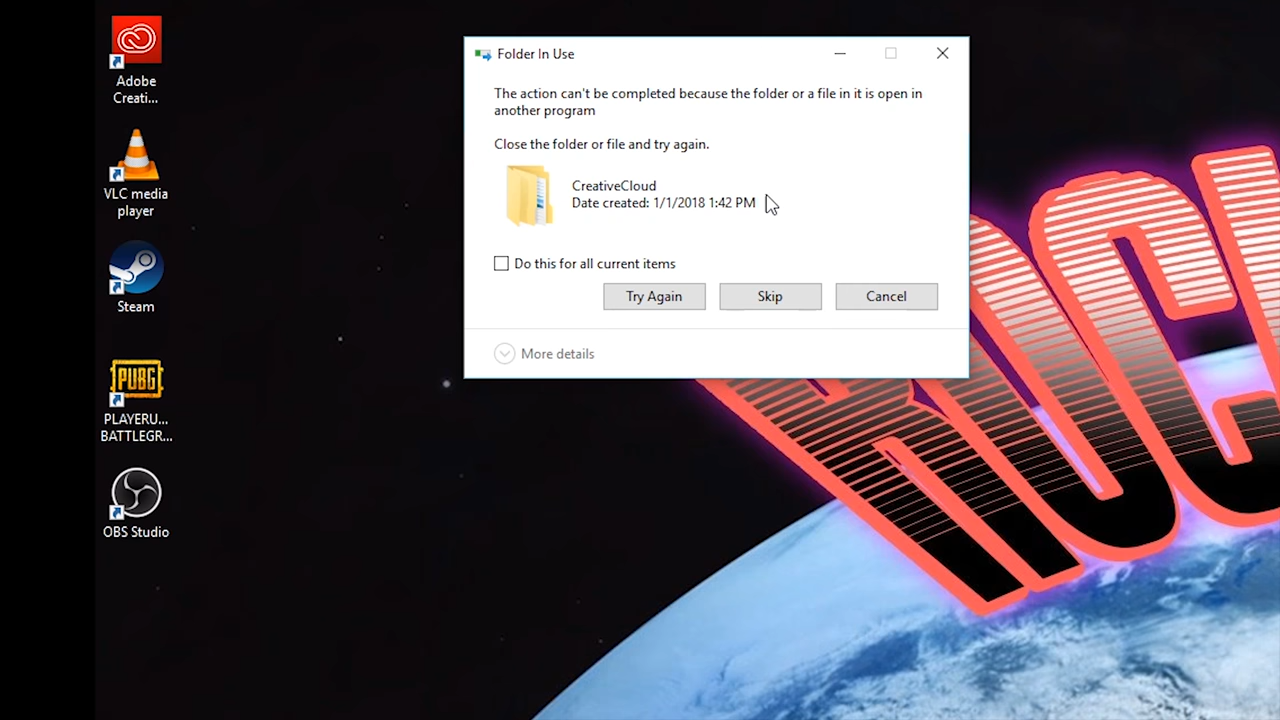 Adobe
Creati...
VLC media
player
Steam
PUBG
PLAYERU...
BATTLEGR...
OBS Studio
Folder In Use
The action can't be completed because the folder or a file in it is open in
another program
Close the folder or file and try again.
CreativeCloud
Date created: 1/1/2018 1:42 PM
Do this for all current items
Try Again
Skip
Cancel
More details